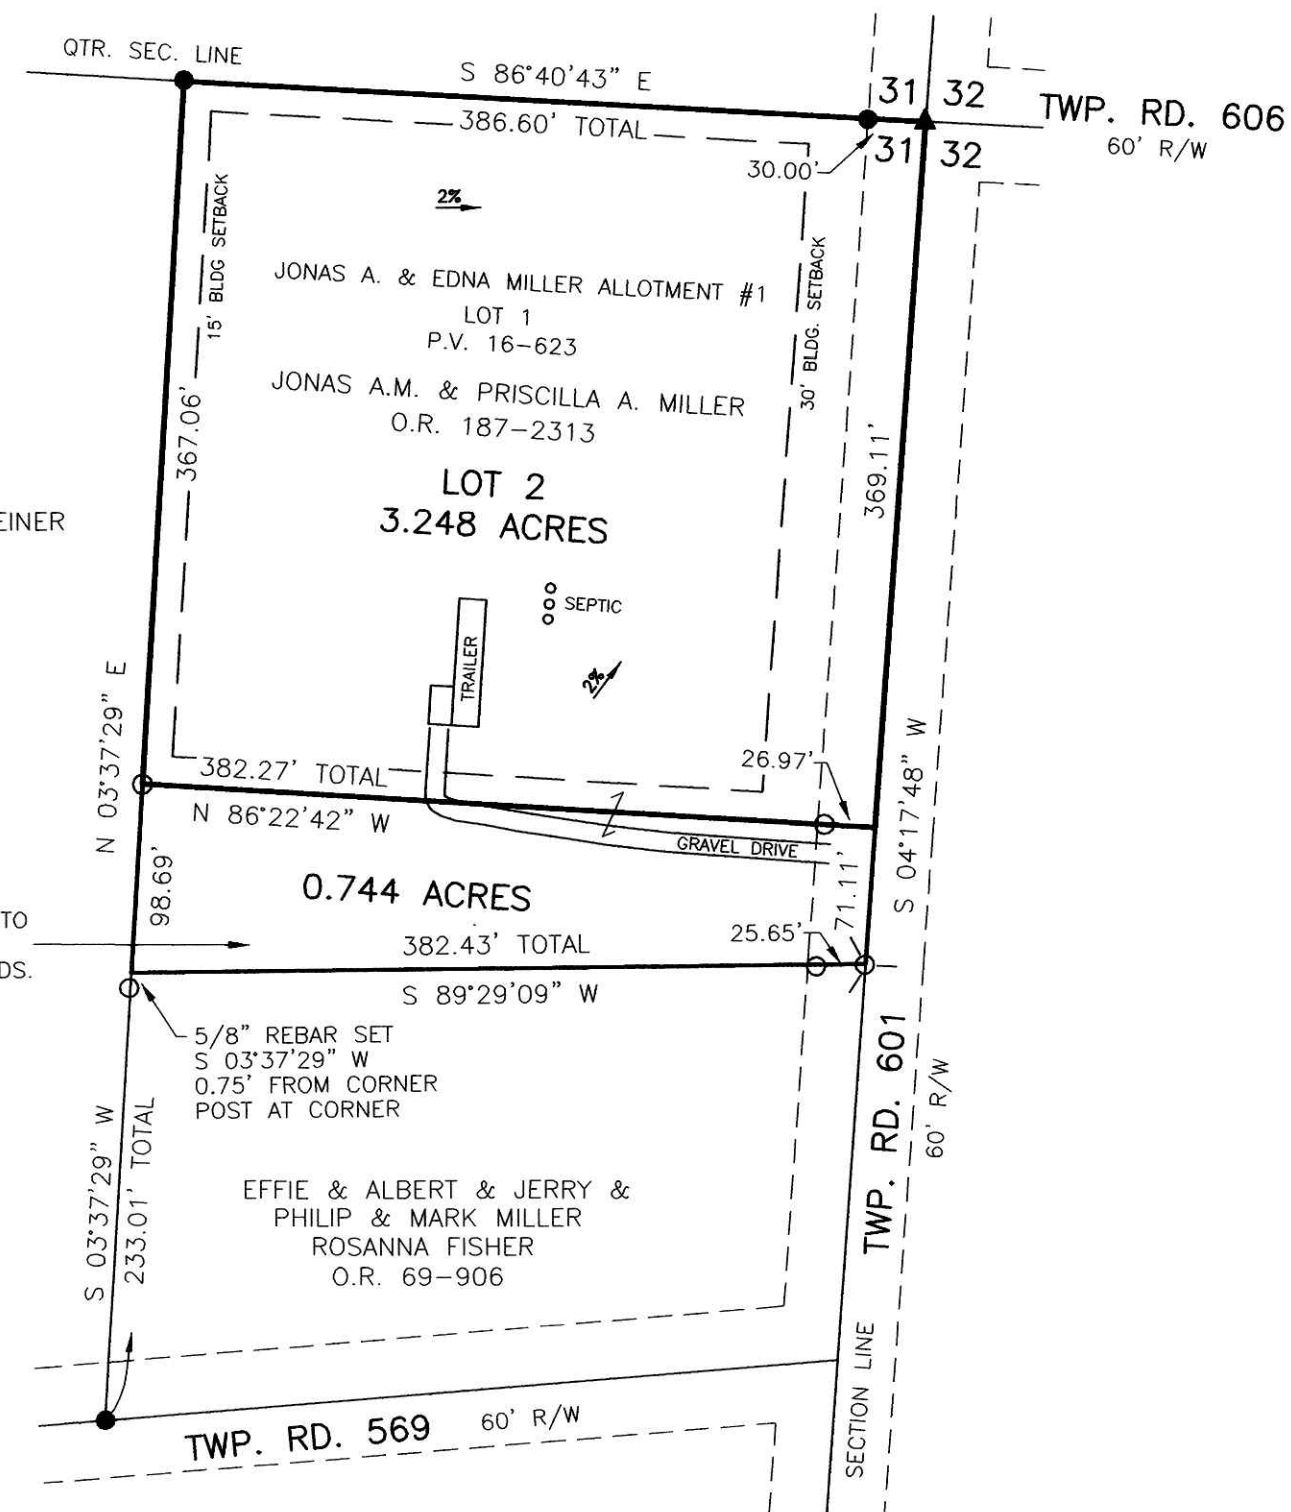 QTR. SEC. LINE
S 86°40'43" E
386.60' TOTAL
31 32
31 32
TWP. RD. 606
60' R/W
30.00'
2%
15' BLDG SETBACK
30' BLDG. SETBACK
JONAS A. & EDNA MILLER ALLOTMENT #1
LOT 1
P.V. 16-623
JONAS A.M. & PRISCILLA A. MILLER
O.R. 187-2313
367.06'
369.11'
LOT 2
3.248 ACRES
EINER
SEPTIC
TRAILER
2%
N 03°37'29" E
S 04°17'48" W
382.27' TOTAL
26.97'
N 86°22'42" W
GRAVEL DRIVE
98.69'
71.11'
0.744 ACRES
TO
DS.
382.43' TOTAL
25.65'
S 89°29'09" W
5/8" REBAR SET
S 03°37'29" W
0.75' FROM CORNER
POST AT CORNER
TWP. RD. 601
60' R/W
S 03°37'29" W
233.01' TOTAL
EFFIE & ALBERT & JERRY &
PHILIP & MARK MILLER
ROSANNA FISHER
O.R. 69-906
SECTION LINE
TWP. RD. 569
60' R/W